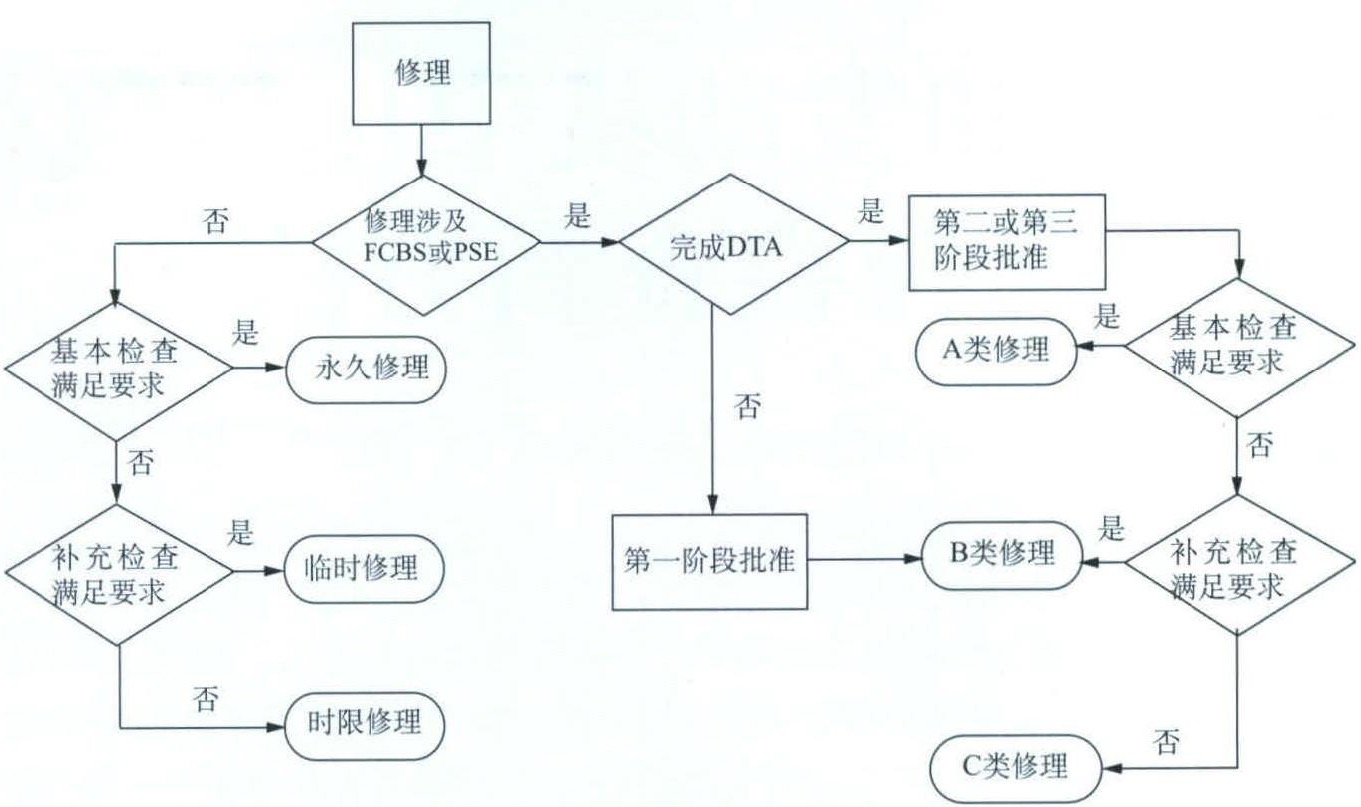 修理
否
修理涉及
FCBS或PSE
是
完成DTA
是
第二或第三
阶段批准
基本检查
满足要求
是
永久修理
否
A类修理
是
基本检查
满足要求
否
否
补充检查
满足要求
是
临时修理
第一阶段批准
B类修理
是
补充检查
满足要求
否
时限修理
C类修理
否